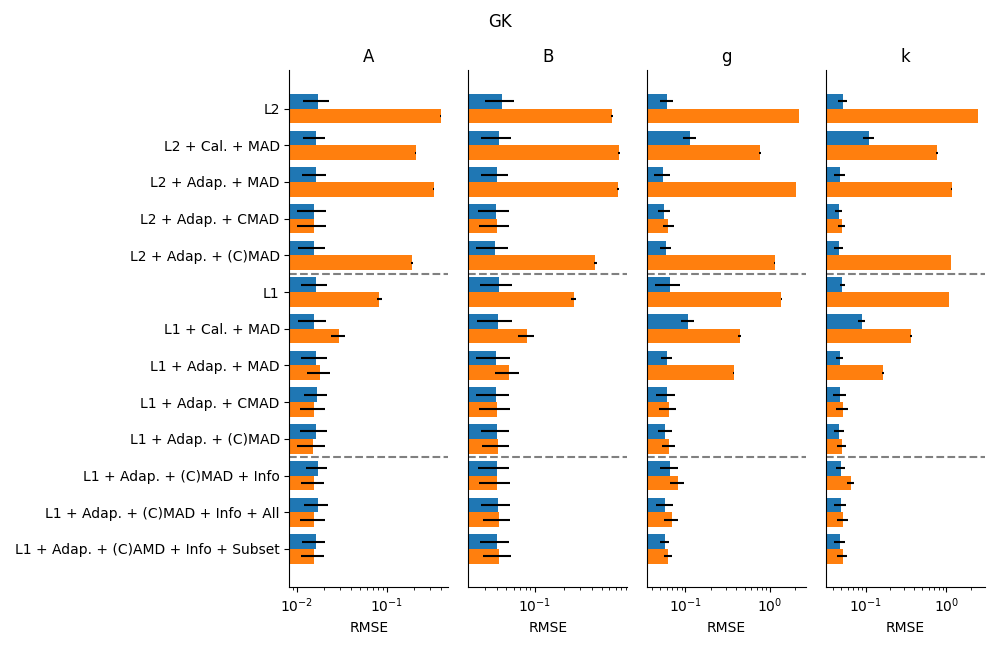 GK
A B g k
L2
L2 + Cal. + MAD
L2 + Adap. + MAD
L2 + Adap. + CMAD
L2 + Adap. + (C)MAD
L1
L1 + Cal. + MAD
L1 + Adap. + MAD
L1 + Adap. + CMAD
L1 + Adap. + (C)MAD
L1 + Adap. + (C)MAD + Info
L1 + Adap. + (C)MAD + Info + All
L1 + Adap. + (C)AMD + Info + Subset
10⁻² 10⁻¹ 10⁻¹ 10⁻¹ 10⁰ 10⁻¹ 10⁰
RMSE RMSE RMSE RMSE